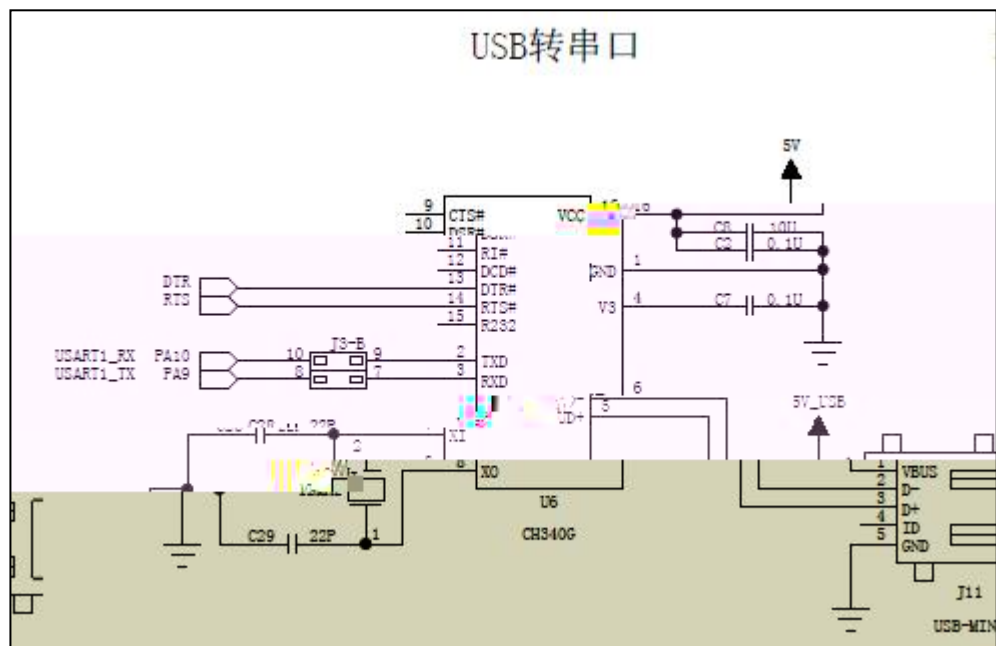 USB转串口
5V
9 CTS# VCC
10
C8 10U
C2 0.1U
11 RI#
12 DCD# GND 1
DTR 13 DTR#
RTS 14 RTS# V3 4 C7 0.1U
15 R232
J3-B
USART1_RX PA10 10 9 2 TXD
USART1_TX PA9 8 7 3 RXD
6
UD+ 5 5V_USB
22P XI
2
8 XO 1 VBUS
2 D-
U6 3 D+
C29 22P 1 CH340G 4 ID
5 GND
J11
USB-MIN